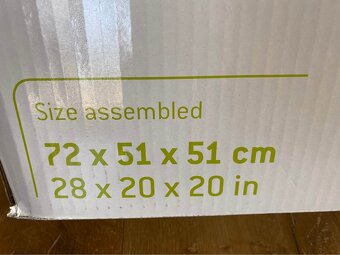 Size assembled
72 x 51 x 51 cm
28 x 20 x 20 in